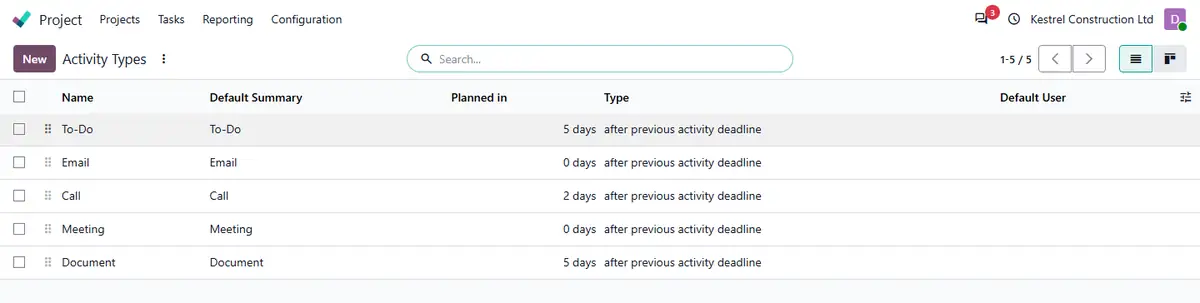 Project Projects Tasks Reporting Configuration 3 Kestrel Construction Ltd D
New Activity Types Search... 1-5 / 5
Name Default Summary Planned in Type Default User
To-Do To-Do 5 days after previous activity deadline
Email Email 0 days after previous activity deadline
Call Call 2 days after previous activity deadline
Meeting Meeting 0 days after previous activity deadline
Document Document 5 days after previous activity deadline